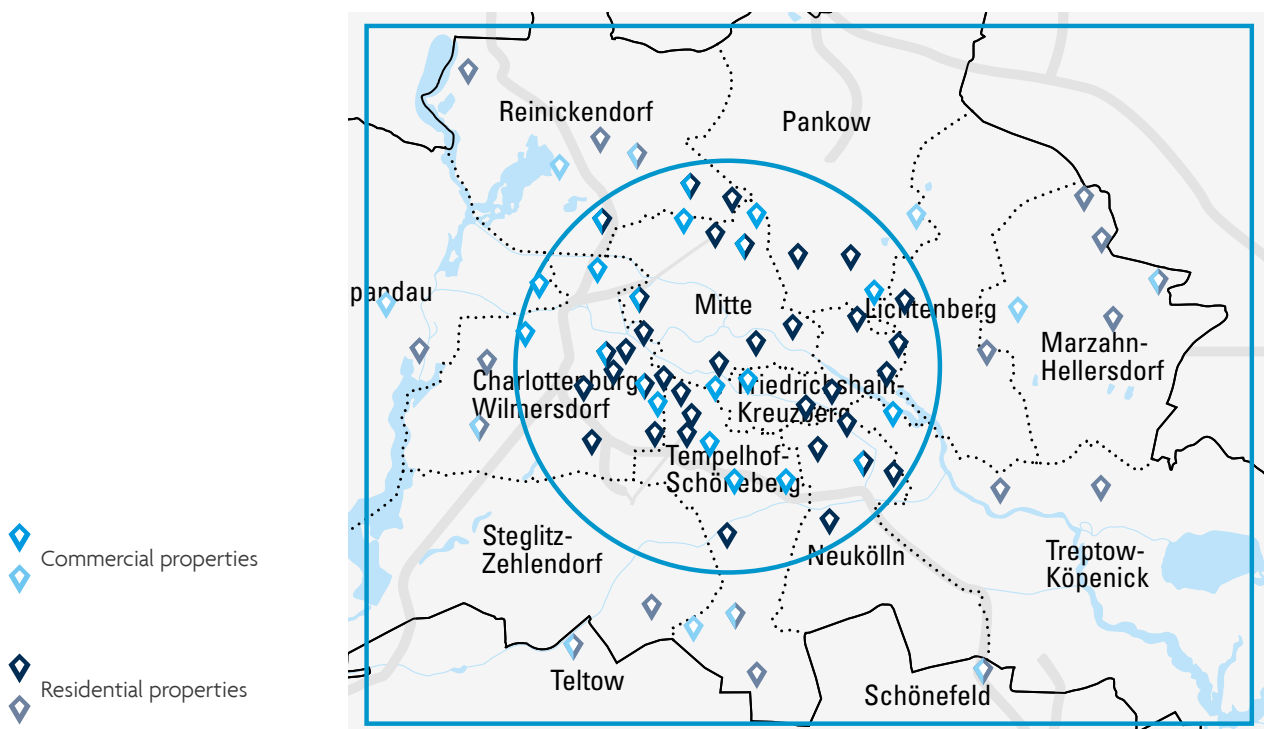 Reinickendorf
Pankow
pandau
Mitte
Lichtenberg
Marzahn-
Hellersdorf
Charlottenburg
Wilmersdorf
Friedrichshain-
Kreuzberg
Tempelhof-
Schöneberg
Steglitz-
Zehlendorf
Neukölln
Treptow-
Köpenick
Teltow
Schönefeld
Commercial properties
Residential properties